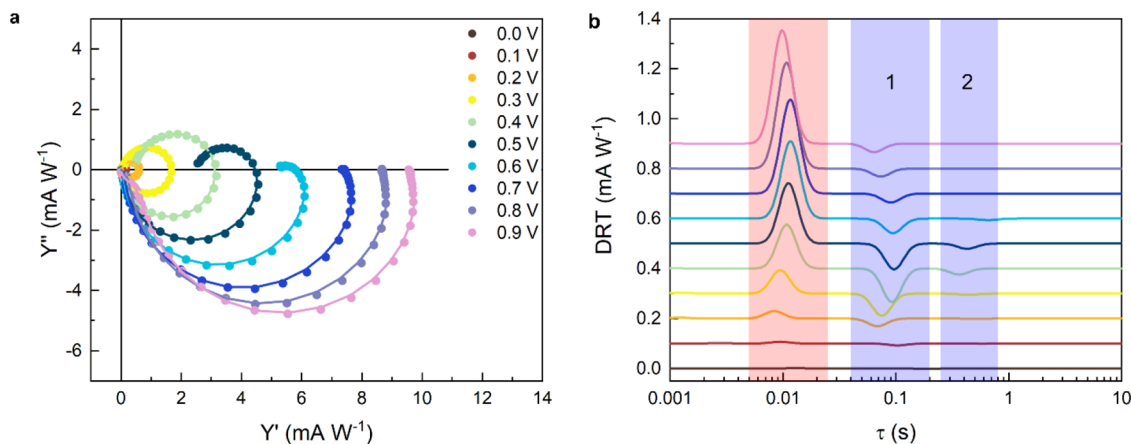 a
Y'' (mA W⁻¹)
6
4
2
0
-2
-4
-6
0 2 4 6 8 10 12 14
Y' (mA W⁻¹)
0.0 V
0.1 V
0.2 V
0.3 V
0.4 V
0.5 V
0.6 V
0.7 V
0.8 V
0.9 V
b
DRT (mA W⁻¹)
1.4
1.2
1.0
0.8
0.6
0.4
0.2
0.0
1 2
0.001 0.01 0.1 1 10
τ (s)